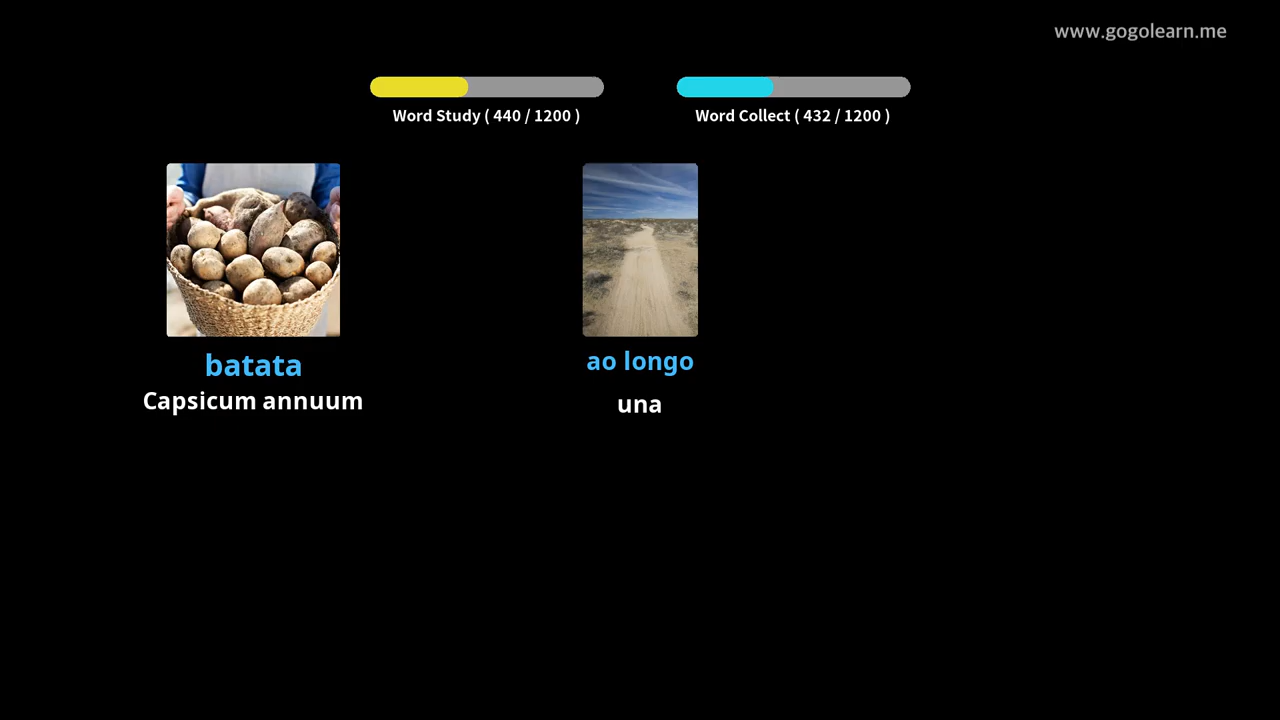 www.gogolearn.me
Word Study ( 440 / 1200 )
Word Collect ( 432 / 1200 )
batata
Capsicum annuum
ao longo
una